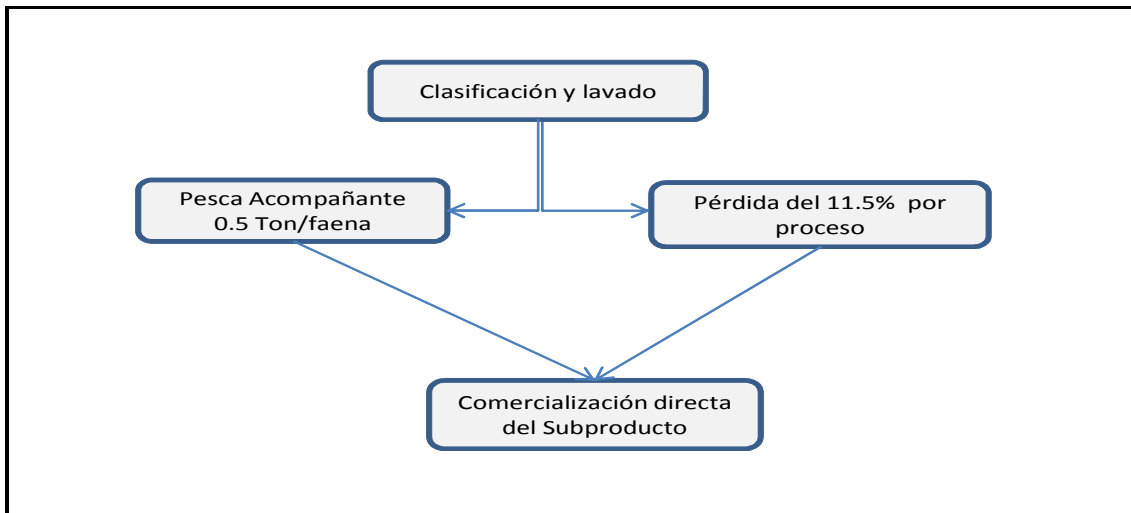 Clasificación y lavado
Pesca Acompañante
0.5 Ton/faena
Pérdida del 11.5% por
proceso
Comercialización directa
del Subproducto